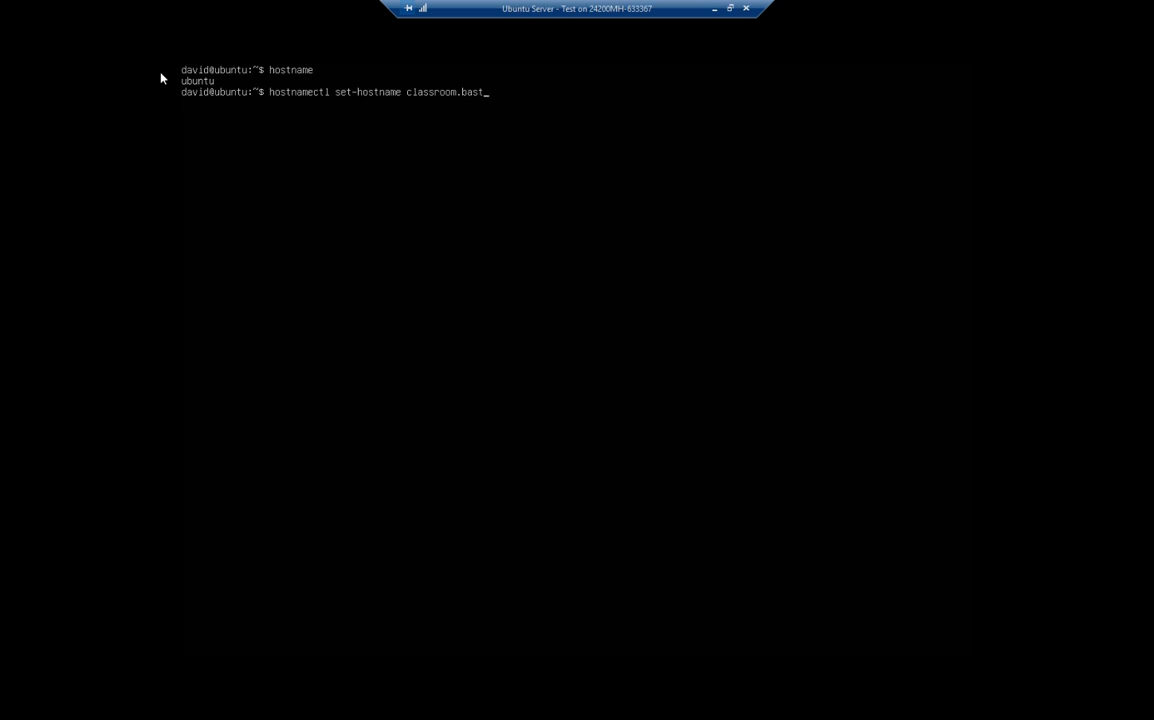 Ubuntu Server - Test on 24200MH-633367
david@ubuntu:~$ hostname
ubuntu
david@ubuntu:~$ hostnamectl set-hostname classroom.bast_